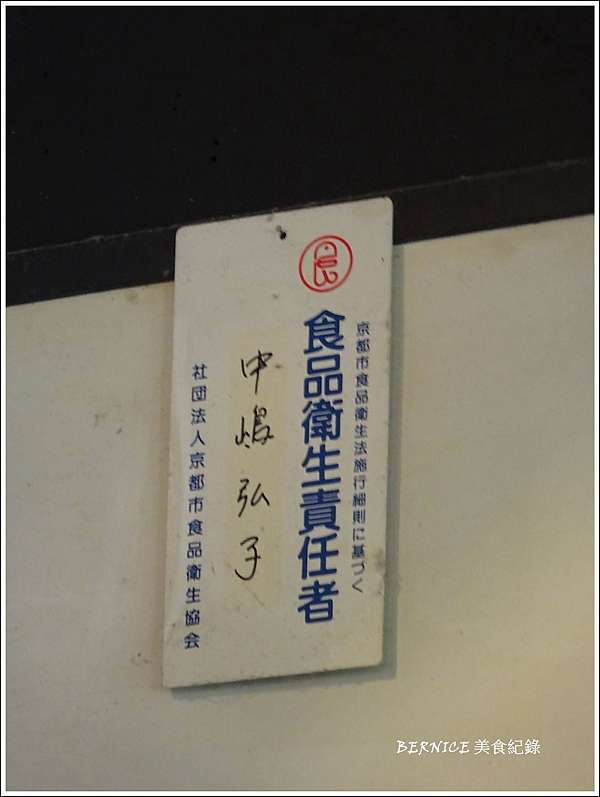 京都市食品衛生法施行細則に基づく
食品衛生責任者
中嶋弘子
社団法人京都市食品衛生協会
BERNICE 美食紀錄